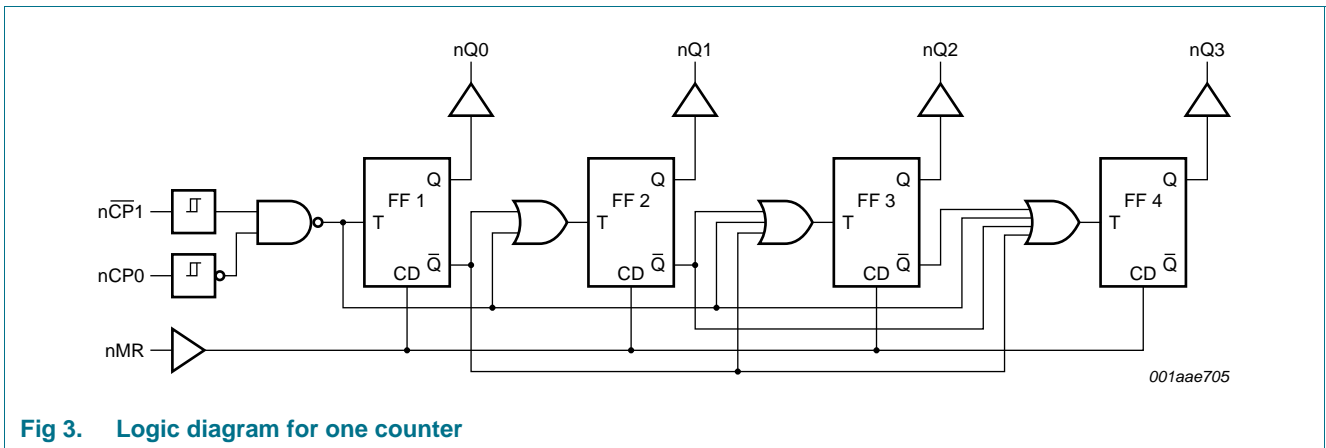 nQ0 nQ1 nQ2 nQ3
Q Q Q Q
FF 1 FF 2 FF 3 FF 4
nC̅P̅1
T T T T
nCP0
Q̅ Q̅ Q̅ Q̅
CD CD CD CD
nMR
001aae705
Fig 3. Logic diagram for one counter